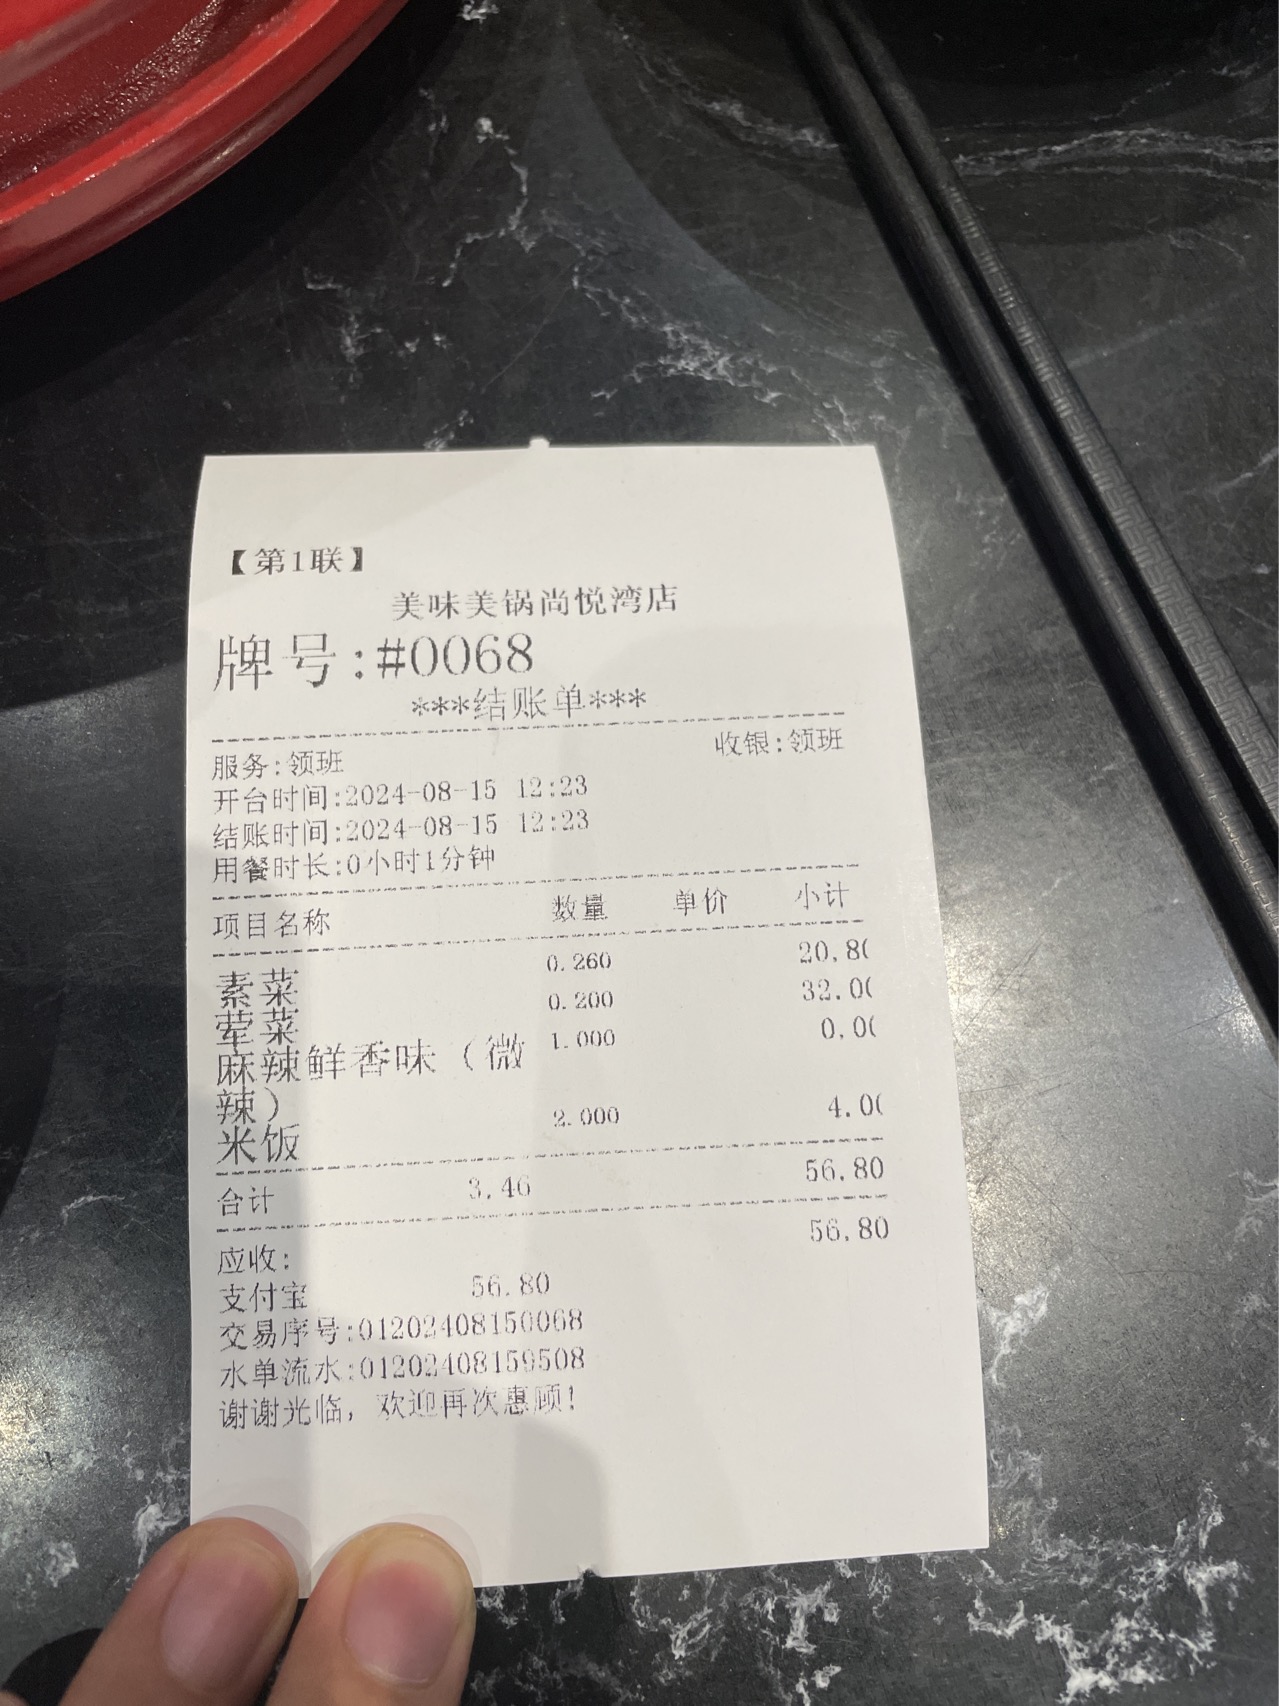 【第1联】
美味美锅尚悦湾店
牌号:#0068
***结账单***
服务:领班 收银:领班
开台时间:2024-08-15 12:23
结账时间:2024-08-15 12:23
用餐时长:0小时1分钟
项目名称 数量 单价 小计
素菜 0.260 20.80
荤菜 0.200 32.00
麻辣鲜香味（微 1.000 0.00
辣）
米饭 2.000 4.00
合计 3.46 56.80
应收: 56.80
支付宝 56.80
交易序号:01202408150068
水单流水:01202408159508
谢谢光临，欢迎再次惠顾!